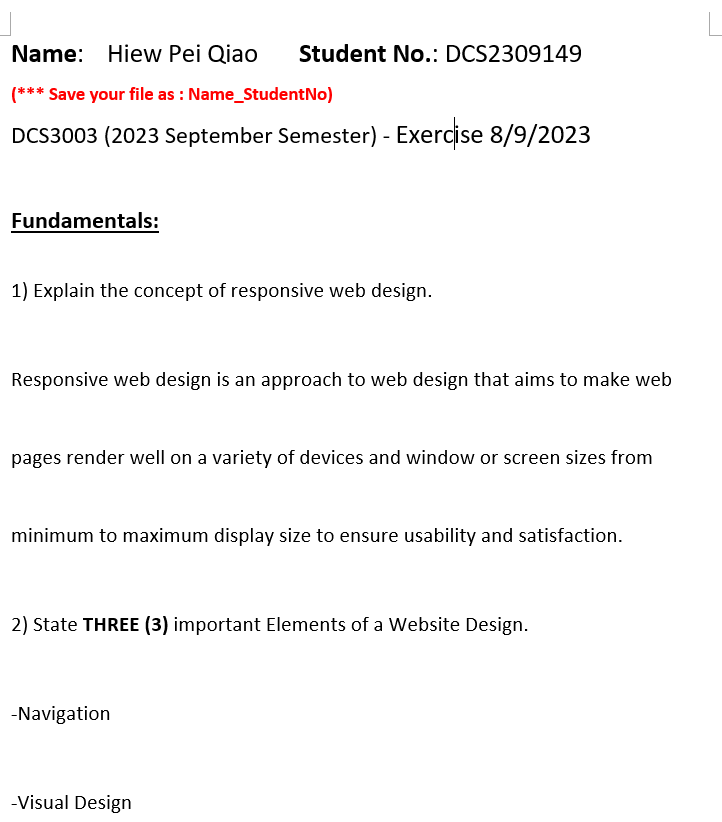 Name: Hiew Pei Qiao Student No.: DCS2309149
(*** Save your file as : Name_StudentNo)
DCS3003 (2023 September Semester) - Exercise 8/9/2023
Fundamentals:
1) Explain the concept of responsive web design.
Responsive web design is an approach to web design that aims to make web
pages render well on a variety of devices and window or screen sizes from
minimum to maximum display size to ensure usability and satisfaction.
2) State THREE (3) important Elements of a Website Design.
-Navigation
-Visual Design